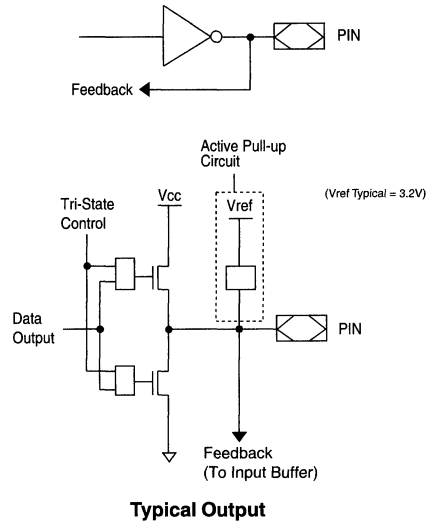 PIN
Feedback
Active Pull-up
Circuit
(Vref Typical = 3.2V)
Vcc
Vref
Tri-State
Control
Data
Output
PIN
Feedback
(To Input Buffer)
Typical Output